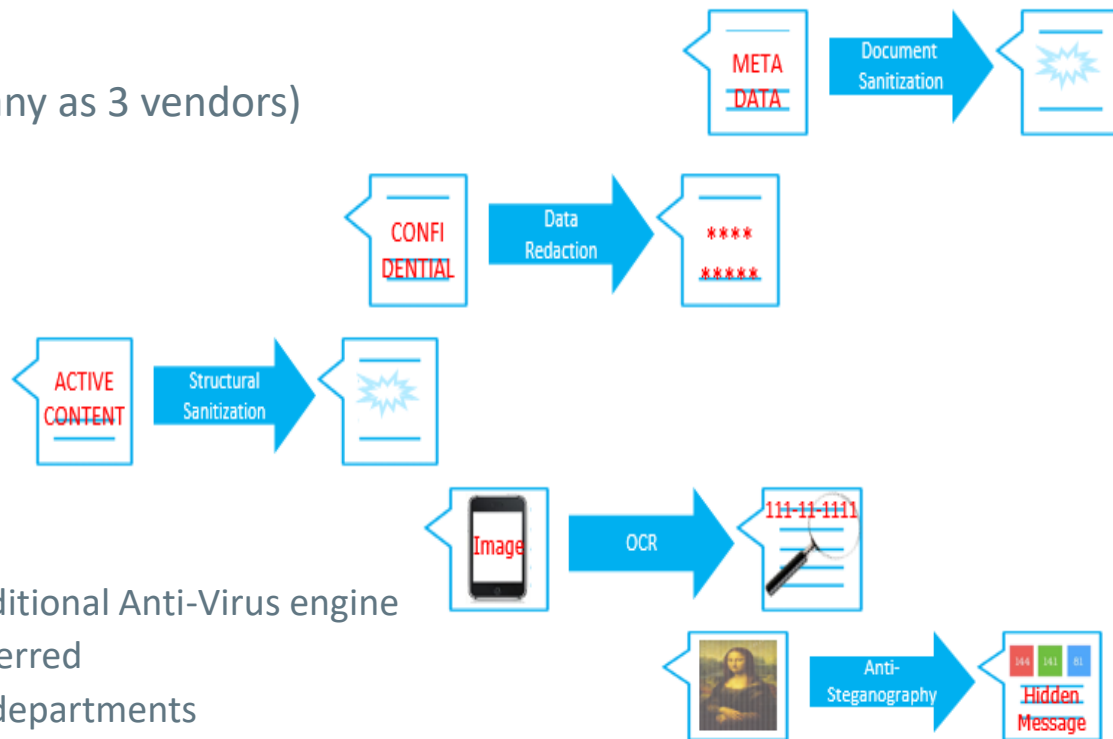 META
DATA
Document
Sanitization
any as 3 vendors)
CONFI
DENTIAL
Data
Redaction
****
*****
ACTIVE
CONTENT
Structural
Sanitization
Image
OCR
111-11-1111
ditional Anti-Virus engine
erred
departments
Anti-
Steganography
144 141 81
Hidden
Message